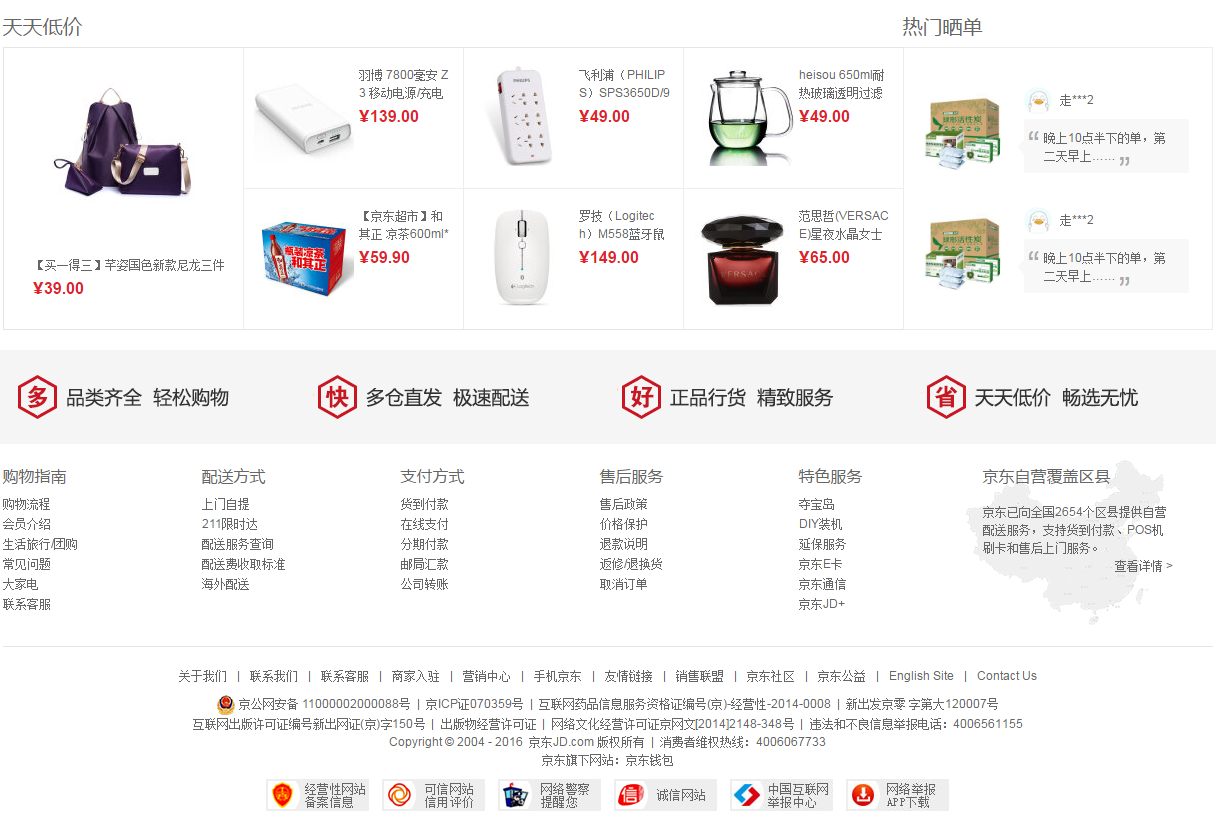 天天低价
热门晒单
【买一得三】芊姿国色新款尼龙三件
¥39.00
羽博 7800毫安 Z
3 移动电源/充电
¥139.00
飞利浦（PHILIP
S）SPS3650D/9
¥49.00
heisou 650ml耐
热玻璃透明过滤
¥49.00
【京东超市】和
其正 凉茶600ml*
¥59.90
瓶装凉茶
和其正
罗技（Logitec
h）M558蓝牙鼠
¥149.00
范思哲(VERSAC
E)星夜水晶女士
¥65.00
走***2
“ 晚上10点半下的单，第
二天早上…… ”
走***2
“ 晚上10点半下的单，第
二天早上…… ”
多 品类齐全 轻松购物
快 多仓直发 极速配送
好 正品行货 精致服务
省 天天低价 畅选无忧
购物指南
购物流程
会员介绍
生活旅行/团购
常见问题
大家电
联系客服
配送方式
上门自提
211限时达
配送服务查询
配送费收取标准
海外配送
支付方式
货到付款
在线支付
分期付款
邮局汇款
公司转账
售后服务
售后政策
价格保护
退款说明
返修/退换货
取消订单
特色服务
夺宝岛
DIY装机
延保服务
京东E卡
京东通信
京东JD+
京东自营覆盖区县
京东已向全国2654个区县提供自营
配送服务，支持货到付款、POS机
刷卡和售后上门服务。
查看详情 >
关于我们 | 联系我们 | 联系客服 | 商家入驻 | 营销中心 | 手机京东 | 友情链接 | 销售联盟 | 京东社区 | 京东公益 | English Site | Contact Us
京公网安备 11000002000088号 | 京ICP证070359号 | 互联网药品信息服务资格证编号(京)-经营性-2014-0008 | 新出发京零 字第大120007号
互联网出版许可证编号新出网证(京)字150号 | 出版物经营许可证 | 网络文化经营许可证京网文[2014]2148-348号 | 违法和不良信息举报电话：4006561155
Copyright © 2004 - 2016 京东JD.com 版权所有 | 消费者维权热线：4006067733
京东旗下网站：京东钱包
经营性网站
备案信息
可信网站
信用评价
网络警察
提醒您
诚信网站
中国互联网
举报中心
网络举报
APP下载